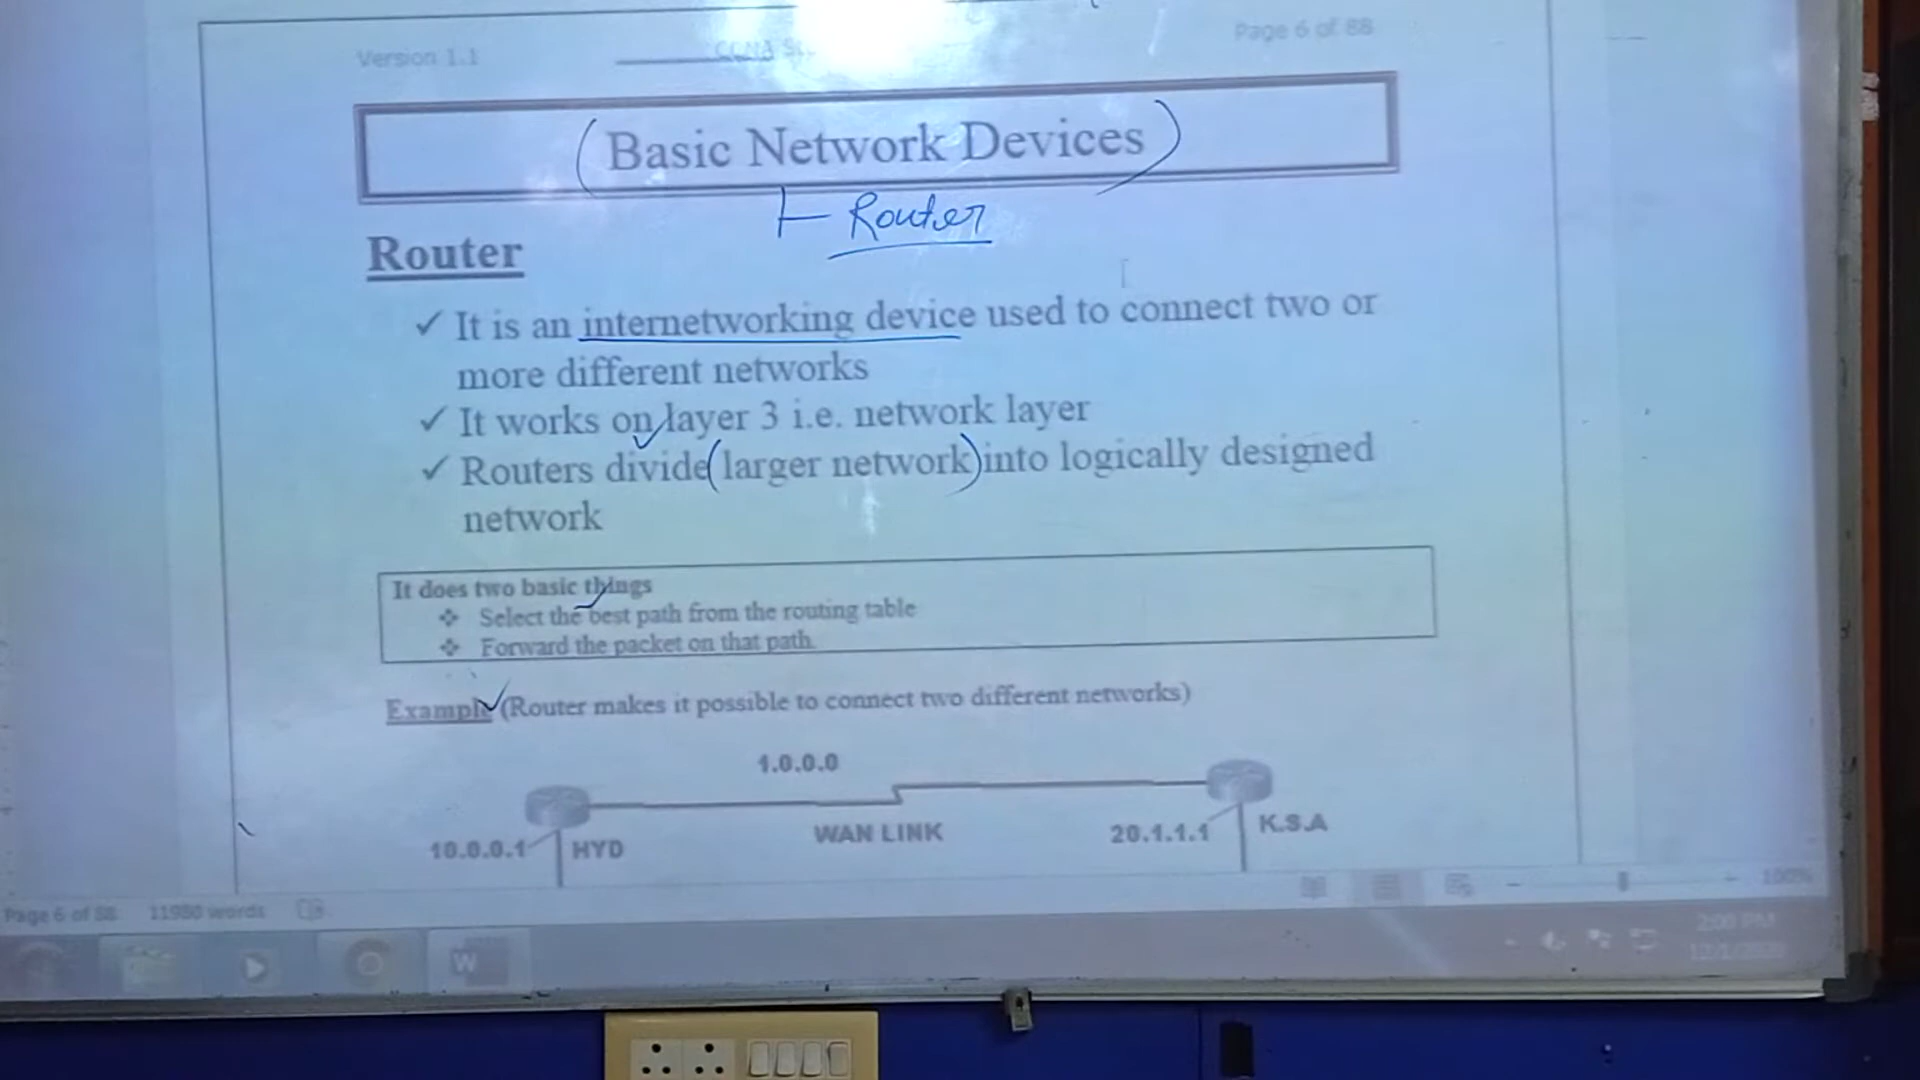 Version 1.1
Page 6 of 88
(Basic Network Devices)
Router
Router
✓ It is an internetworking device used to connect two or
more different networks
✓ It works on layer 3 i.e. network layer
✓ Routers divide (larger network) into logically designed
network
It does two basic things
❖ Select the best path from the routing table
❖ Forward the packet on that path.
Example (Router makes it possible to connect two different networks)
1.0.0.0
WAN LINK
10.0.0.1
HYD
20.1.1.1
K.S.A
Page 6 of 88
11980 words
100%
2:00 PM
W